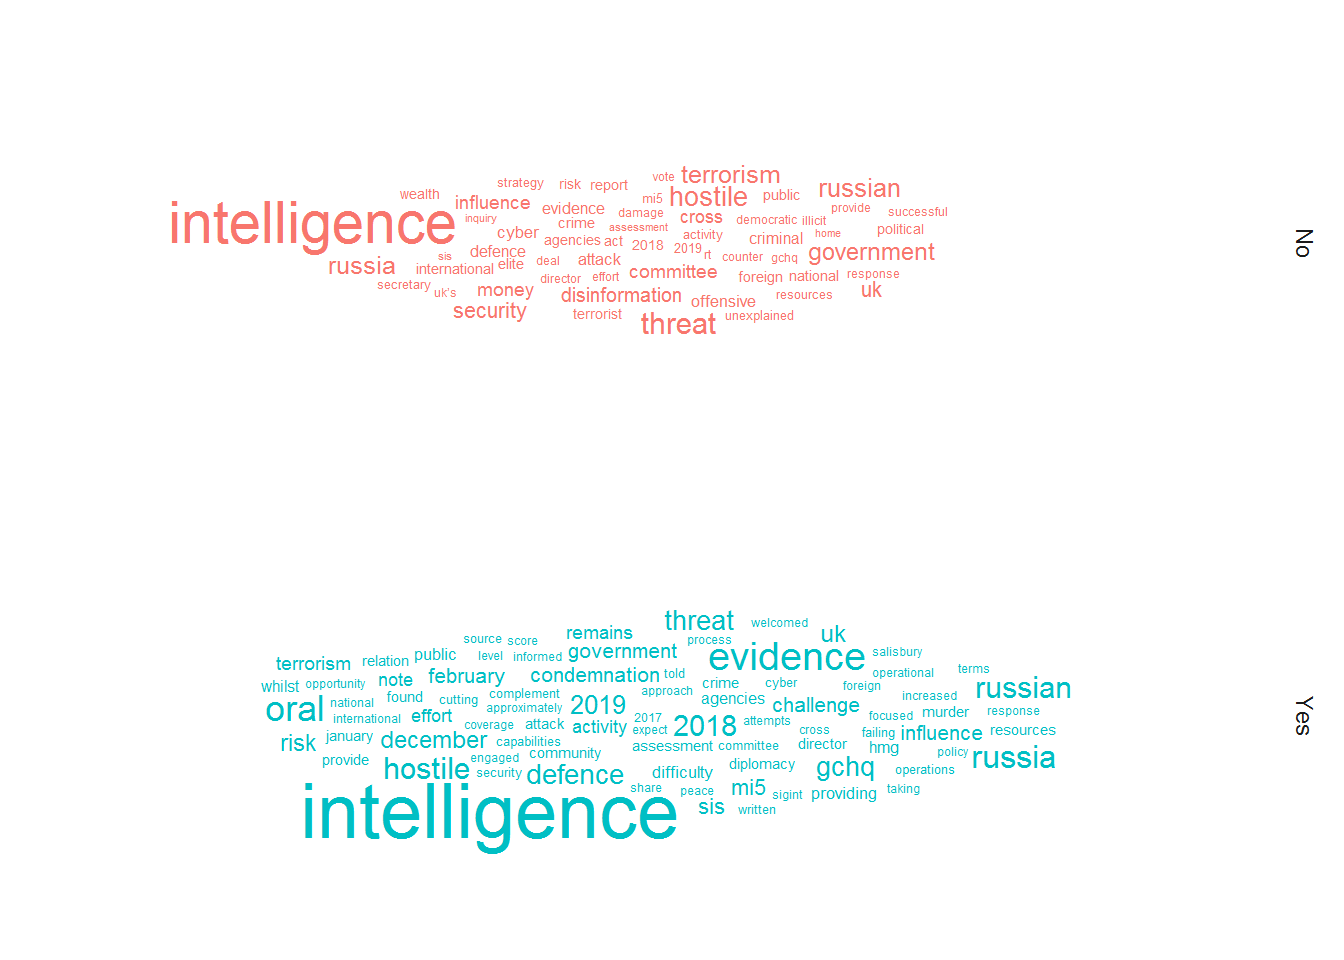 vote terrorism
strategy risk report hostile public russian
wealth mi5
intelligence influence evidence damage cross provide successful
inquiry crime assessment democratic illicit political
cyber agencies act 2018 activity criminal home
sis defence 2019 rt counter gchq government
russia international elite deal attack committee foreign national response
secretary uk's money director effort disinformation offensive resources uk
security terrorist threat unexplained
No
threat welcomed
source score remains process uk
terrorism relation public level informed government evidence salisbury
whilst opportunity note february condemnation told crime cyber foreign operational terms russian
oral national found cutting complement approach agencies increased
international effort approximately 2019 challenge focused murder response
coverage attack activity 2017 2018 attempts
risk january december capabilities expect assessment committee cross director failing influence resources
provide engaged community hmg policy russia
hostile security defence difficulty diplomacy gchq operations
share peace mi5 sigint providing taking
intelligence sis written
Yes